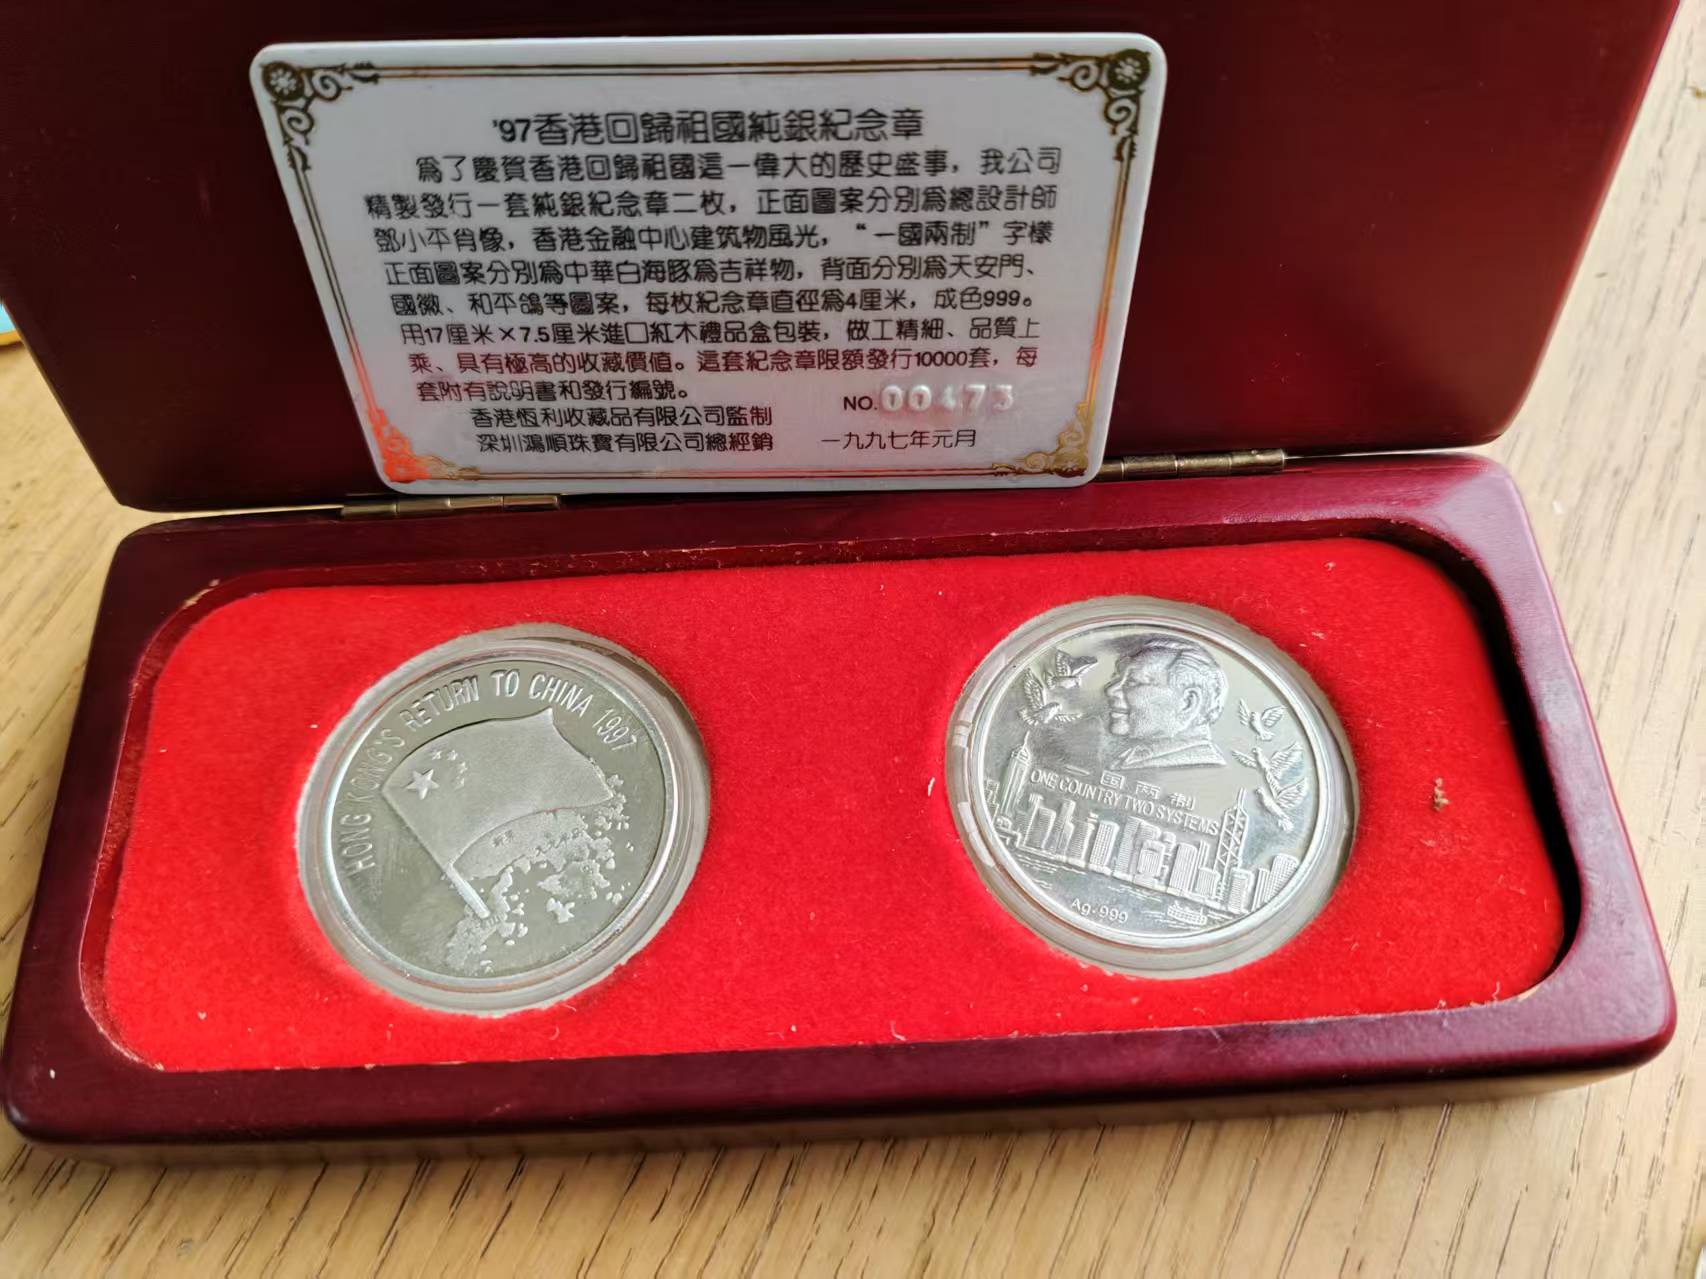 '97香港回歸祖國純銀紀念章
爲了慶賀香港回歸祖國這一偉大的歷史盛事，我公司
精製發行一套純銀紀念章二枚，正面圖案分别爲總設計師
鄧小平肖像，香港金融中心建筑物風光，“一國兩制”字樣
正面圖案分别爲中華白海豚爲吉祥物，背面分别爲天安門、
國徽、和平鴿等圖案，每枚紀念章直徑爲4厘米，成色999。
用17厘米×7.5厘米進口紅木禮品盒包裝，做工精細、品質上
乘、具有極高的收藏價值。這套紀念章限額發行10000套，每
套附有說明書和發行編號。
NO.00473
香港恆利收藏品有限公司監制
深圳鴻順珠寶有限公司總經銷 一九九七年元月
HONG KONG'S RETURN TO CHINA 1997
一国两制
ONE COUNTRY TWO SYSTEMS
Ag.999